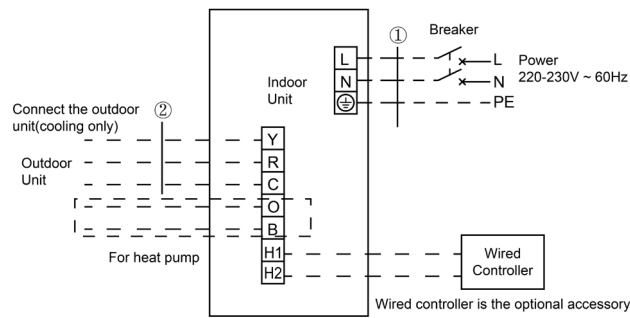 ①
Breaker
L
L
Power
Indoor
Unit
N
N
220-230V ~ 60Hz
PE
Connect the outdoor
unit(cooling only)
②
Y
Outdoor
Unit
R
C
O
B
For heat pump
H1
H2
Wired
Controller
Wired controller is the optional accessory